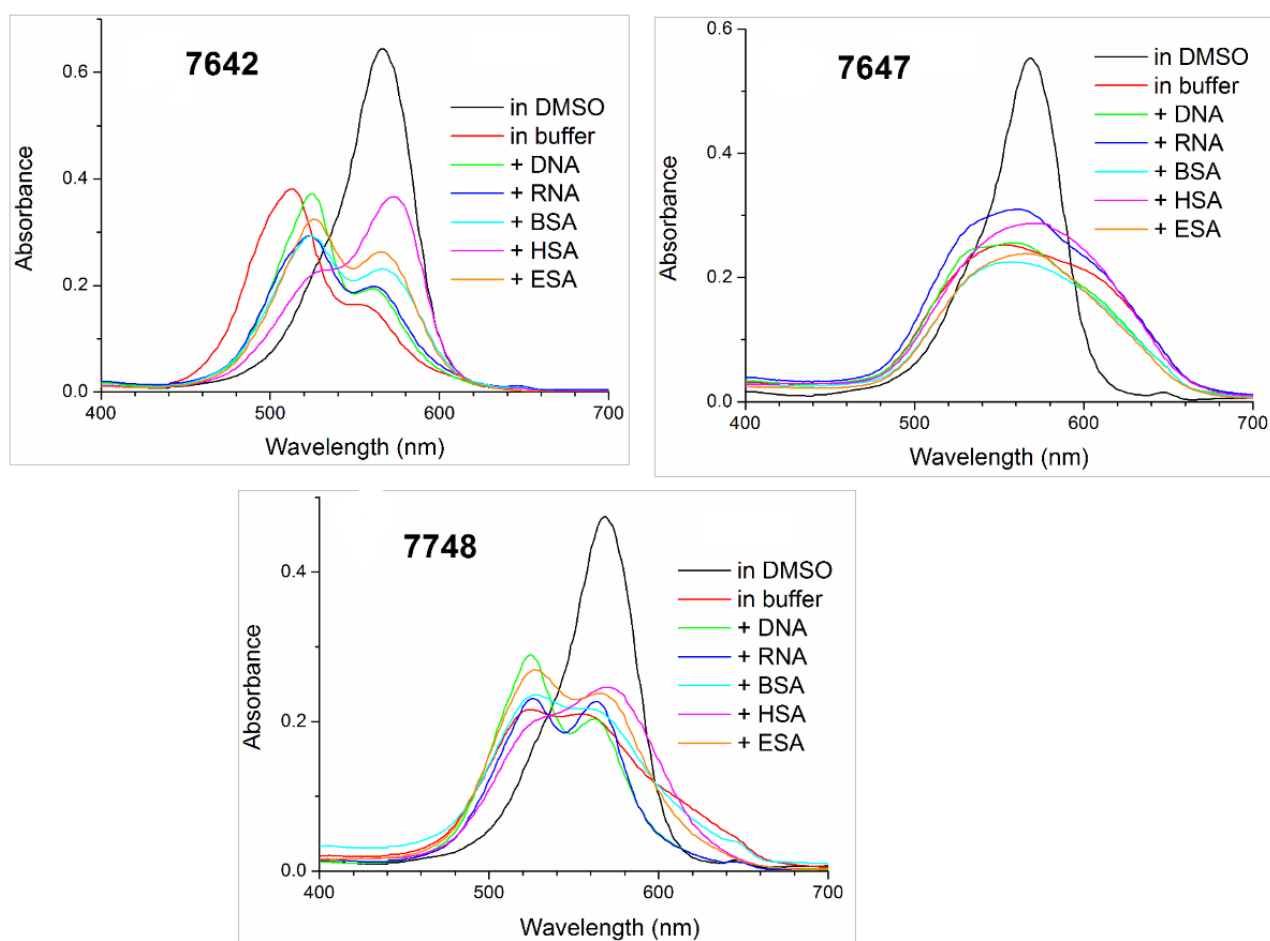 7642
in DMSO
in buffer
+ DNA
+ RNA
+ BSA
+ HSA
+ ESA
Absorbance
0.6
0.4
0.2
0.0
400
500
600
700
Wavelength (nm)
7647
in DMSO
in buffer
+ DNA
+ RNA
+ BSA
+ HSA
+ ESA
Absorbance
0.6
0.4
0.2
0.0
400
500
600
700
Wavelength (nm)
7748
in DMSO
in buffer
+ DNA
+ RNA
+ BSA
+ HSA
+ ESA
Absorbance
0.4
0.2
0.0
400
500
600
700
Wavelength (nm)